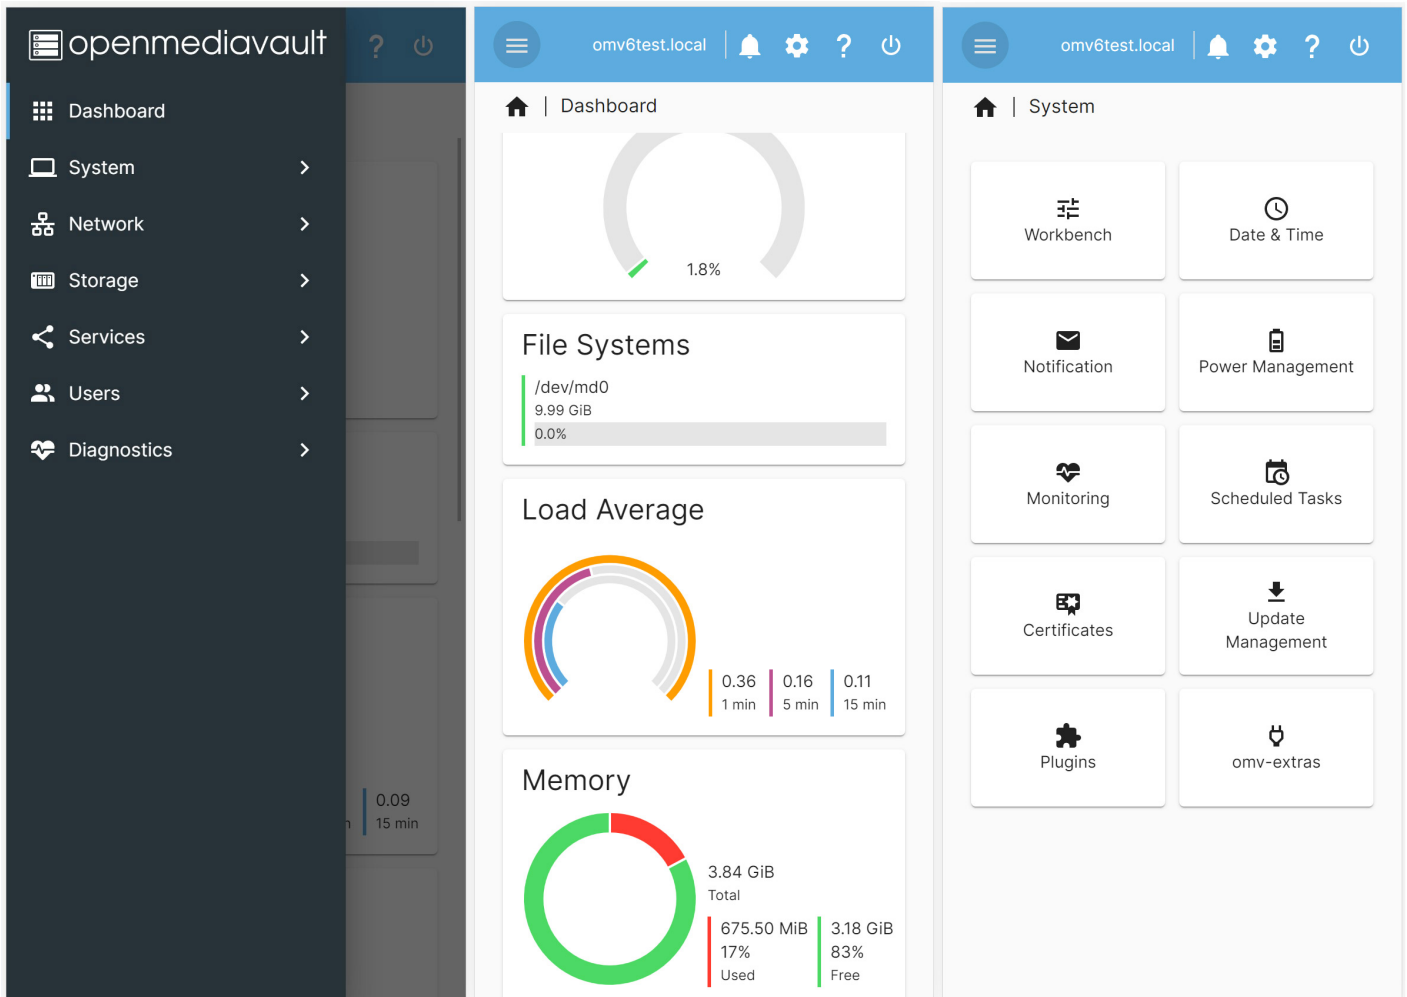 openmediavault
?
Dashboard
System
Network
Storage
Services
Users
Diagnostics
0.09
15 min
omv6test.local
?
Dashboard
1.8%
File Systems
/dev/md0
9.99 GiB
0.0%
Load Average
0.36
1 min
0.16
5 min
0.11
15 min
Memory
3.84 GiB
Total
675.50 MiB
17%
Used
3.18 GiB
83%
Free
omv6test.local
?
System
Workbench
Date & Time
Notification
Power Management
Monitoring
Scheduled Tasks
Certificates
Update
Management
Plugins
omv-extras